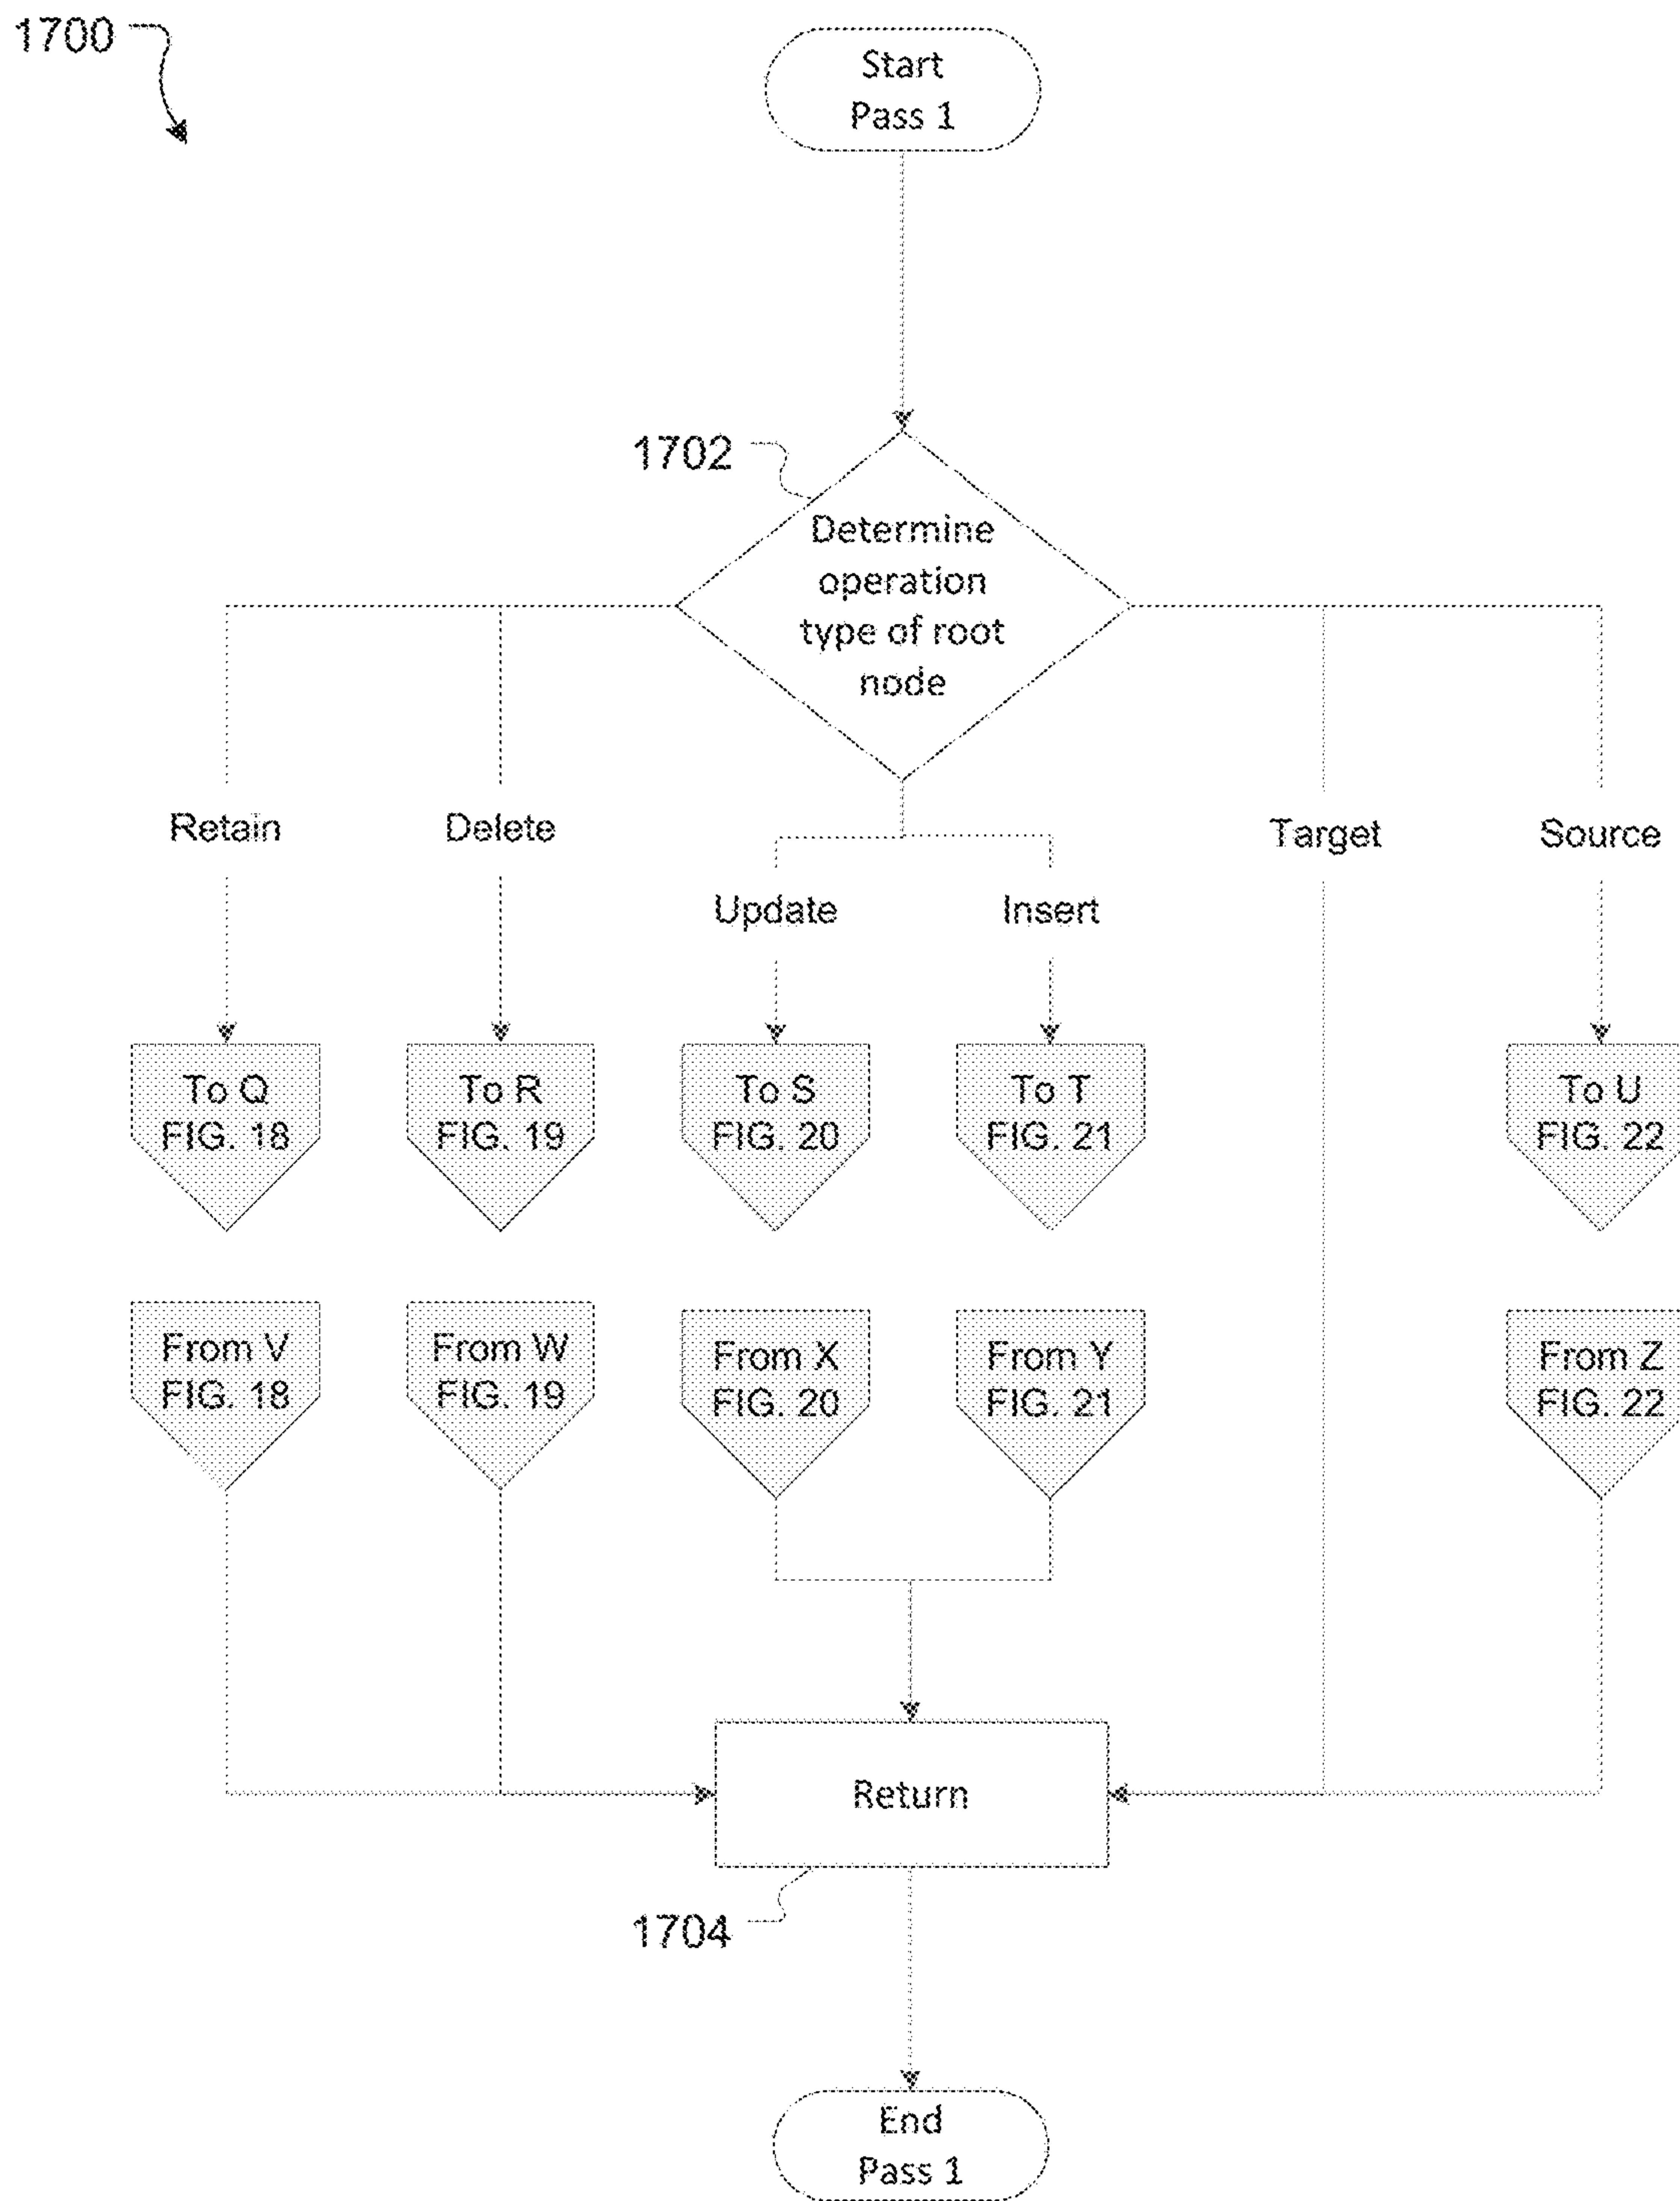 1700
Start
Pass 1
1702
Determine
operation
type of root
node
Retain
Delete
Target
Source
Update
Insert
To Q
FIG. 18
To R
FIG. 19
To S
FIG. 20
To T
FIG. 21
To U
FIG. 22
From V
FIG. 18
From W
FIG. 19
From X
FIG. 20
From Y
FIG. 21
From Z
FIG. 22
Return
1704
End
Pass 1